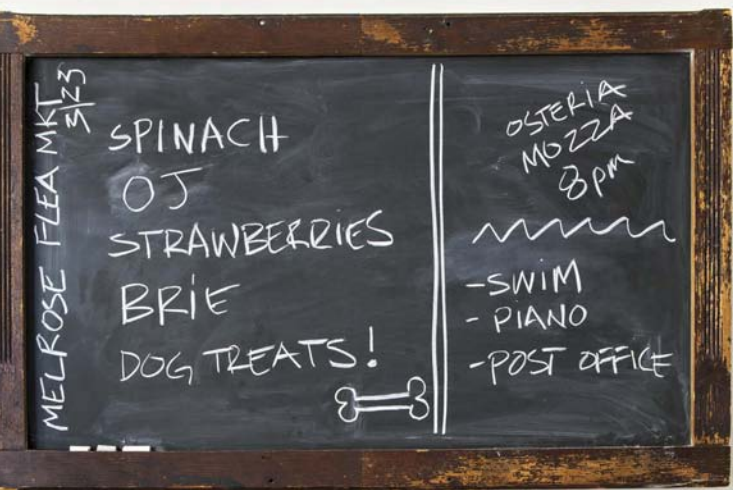 MELROSE FLEA MKT
3/23
SPINACH
OJ
STRAWBERRIES
BRiE
DOG TREATS!
OSTERIA
MOZZA
8pm
-SWiM
- PiANO
-POST OFFICE